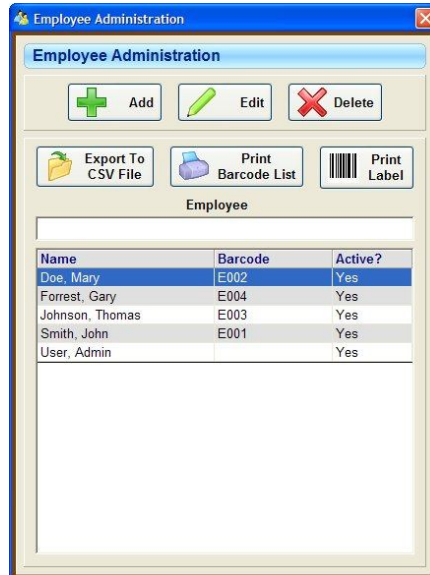 Employee Administration
Employee Administration
Add Edit Delete
Export To CSV File
Print Barcode List
Print Label
Employee
Name Barcode Active?
Doe, Mary E002 Yes
Forrest, Gary E004 Yes
Johnson, Thomas E003 Yes
Smith, John E001 Yes
User, Admin Yes